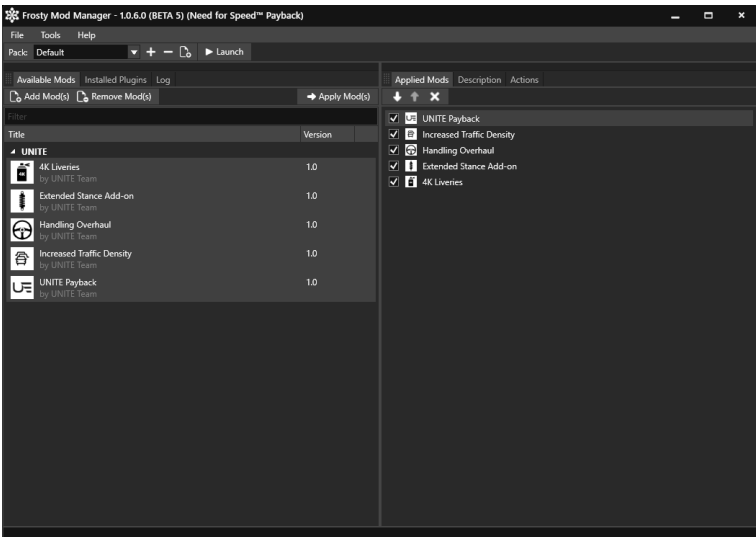 Frosty Mod Manager - 1.0.6.0 (BETA 5) (Need for Speed™ Payback)
File Tools Help
Pack: Default Launch
Available Mods Installed Plugins Log
Add Mod(s) Remove Mod(s) Apply Mod(s)
Filter
Title Version
UNITE
4K Liveries 1.0
by UNITE Team
Extended Stance Add-on 1.0
by UNITE Team
Handling Overhaul 1.0
by UNITE Team
Increased Traffic Density 1.0
by UNITE Team
UNITE Payback 1.0
by UNITE Team
Applied Mods Description Actions
UNITE Payback
Increased Traffic Density
Handling Overhaul
Extended Stance Add-on
4K Liveries